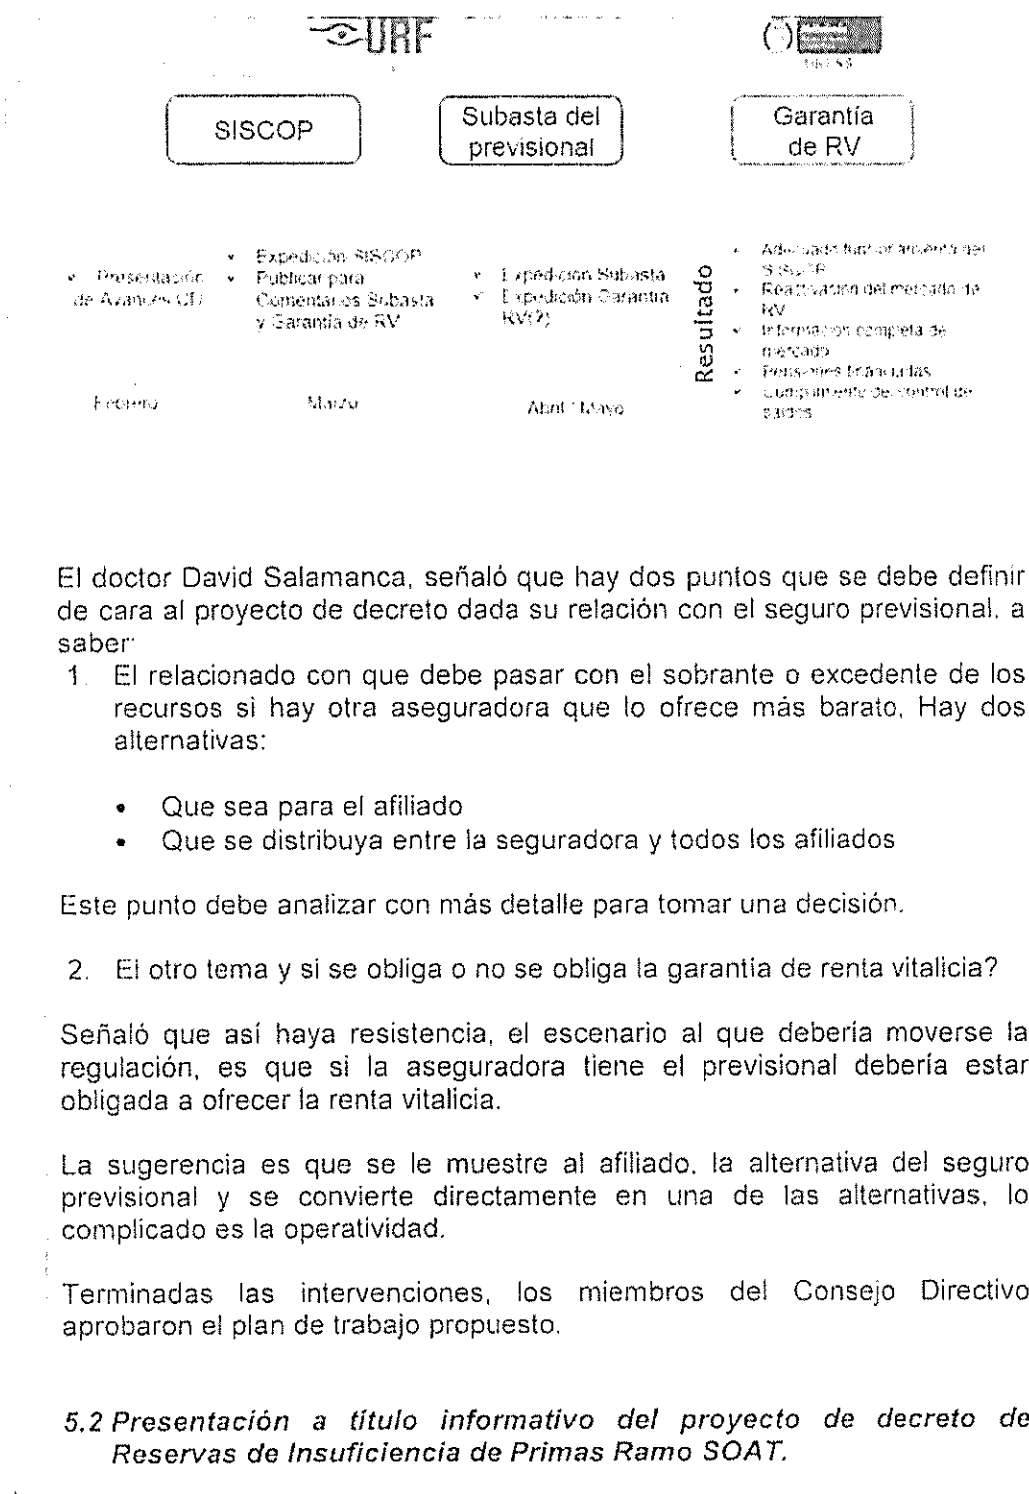 URF
SISCOP
Subasta del
previsional
Garantía
de RV
Presentación
de Avances CD
Febrero
Expedición SISCOP
Publicar para
Comentarios Subasta
y Garantía de RV
Marzo
Expedición Subasta
Expedición Garantía
RV(?)
Abril / Mayo
Resultado
Adecuado funcionamiento del
SISCOP
Reactivación del mercado de
RV
Información completa de
mercado
Pensiones financiadas
Cumplimiento del control de
saldos
El doctor David Salamanca, señaló que hay dos puntos que se debe definir
de cara al proyecto de decreto dada su relación con el seguro previsional, a
saber:
1. El relacionado con que debe pasar con el sobrante o excedente de los
recursos si hay otra aseguradora que lo ofrece más barato, Hay dos
alternativas:
• Que sea para el afiliado
• Que se distribuya entre la seguradora y todos los afiliados
Este punto debe analizar con más detalle para tomar una decisión.
2. El otro tema y si se obliga o no se obliga la garantia de renta vitalicia?
Señaló que así haya resistencia, el escenario al que debería moverse la
regulación, es que si la aseguradora tiene el previsional debería estar
obligada a ofrecer la renta vitalicia.
La sugerencia es que se le muestre al afiliado, la alternativa del seguro
previsional y se convierte directamente en una de las alternativas, lo
complicado es la operatividad.
Terminadas las intervenciones, los miembros del Consejo Directivo
aprobaron el plan de trabajo propuesto.
5.2 Presentación a título informativo del proyecto de decreto de
Reservas de Insuficiencia de Primas Ramo SOAT.